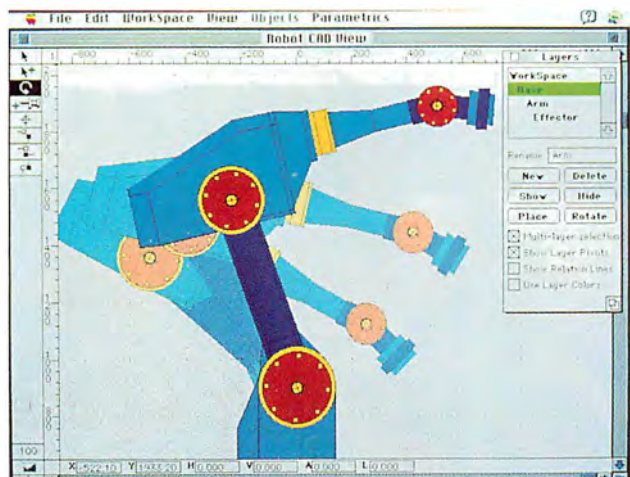 File Edit WorkSpace View Objects Parametrics
Robot CAD View
-800 -600 -400 -200 0 +200 +400 +600
Layers
WorkSpace
Base
Arm
Effector
Rename Arm
New Delete
Show Hide
Place Rotate
Multi-layer selection
Show Layer Pivots
Show Relation Lines
Use Layer Colors
100
X Y H 0.000 V 0.000 A 0.000 L 0.000